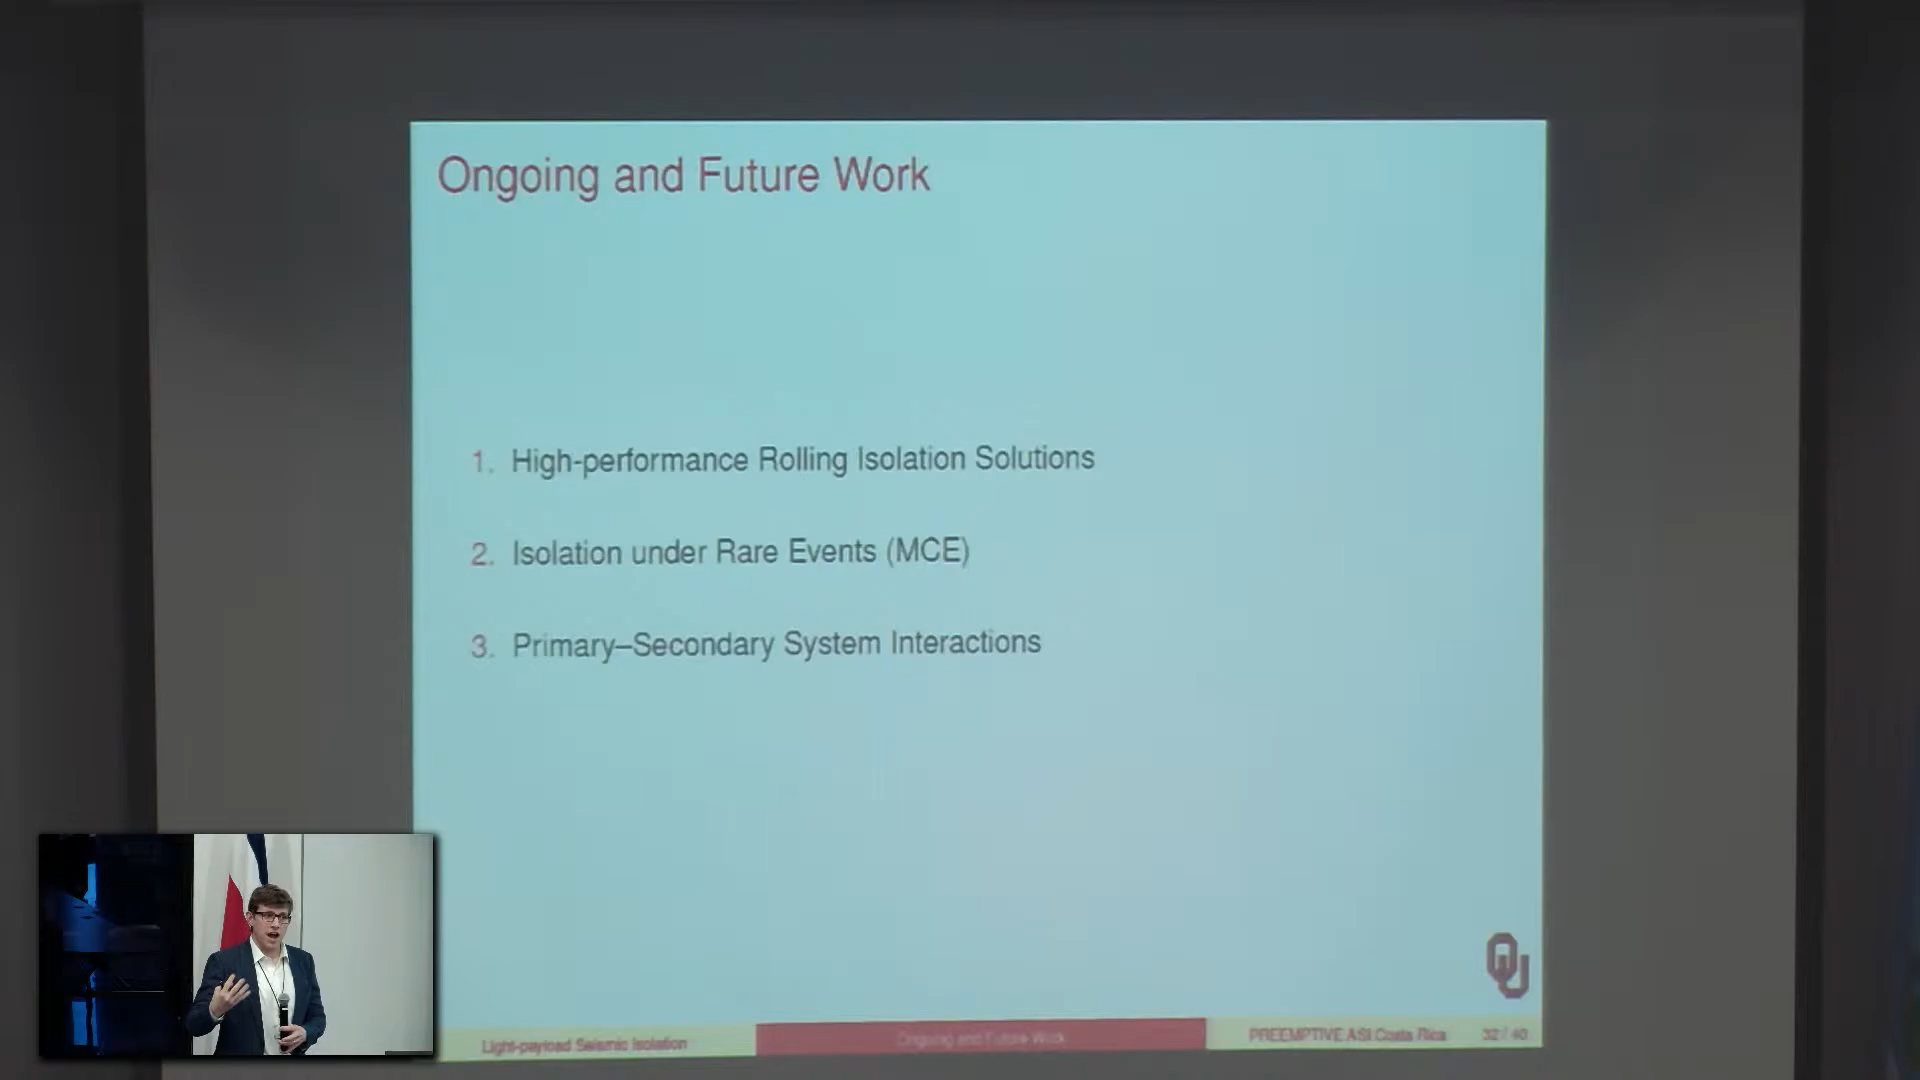 Ongoing and Future Work
1. High-performance Rolling Isolation Solutions
2. Isolation under Rare Events (MCE)
3. Primary–Secondary System Interactions
OU
Light-payload Seismic Isolation
Ongoing and Future Work
PREEMPTIVE ASI Costa Rica
32 / 40